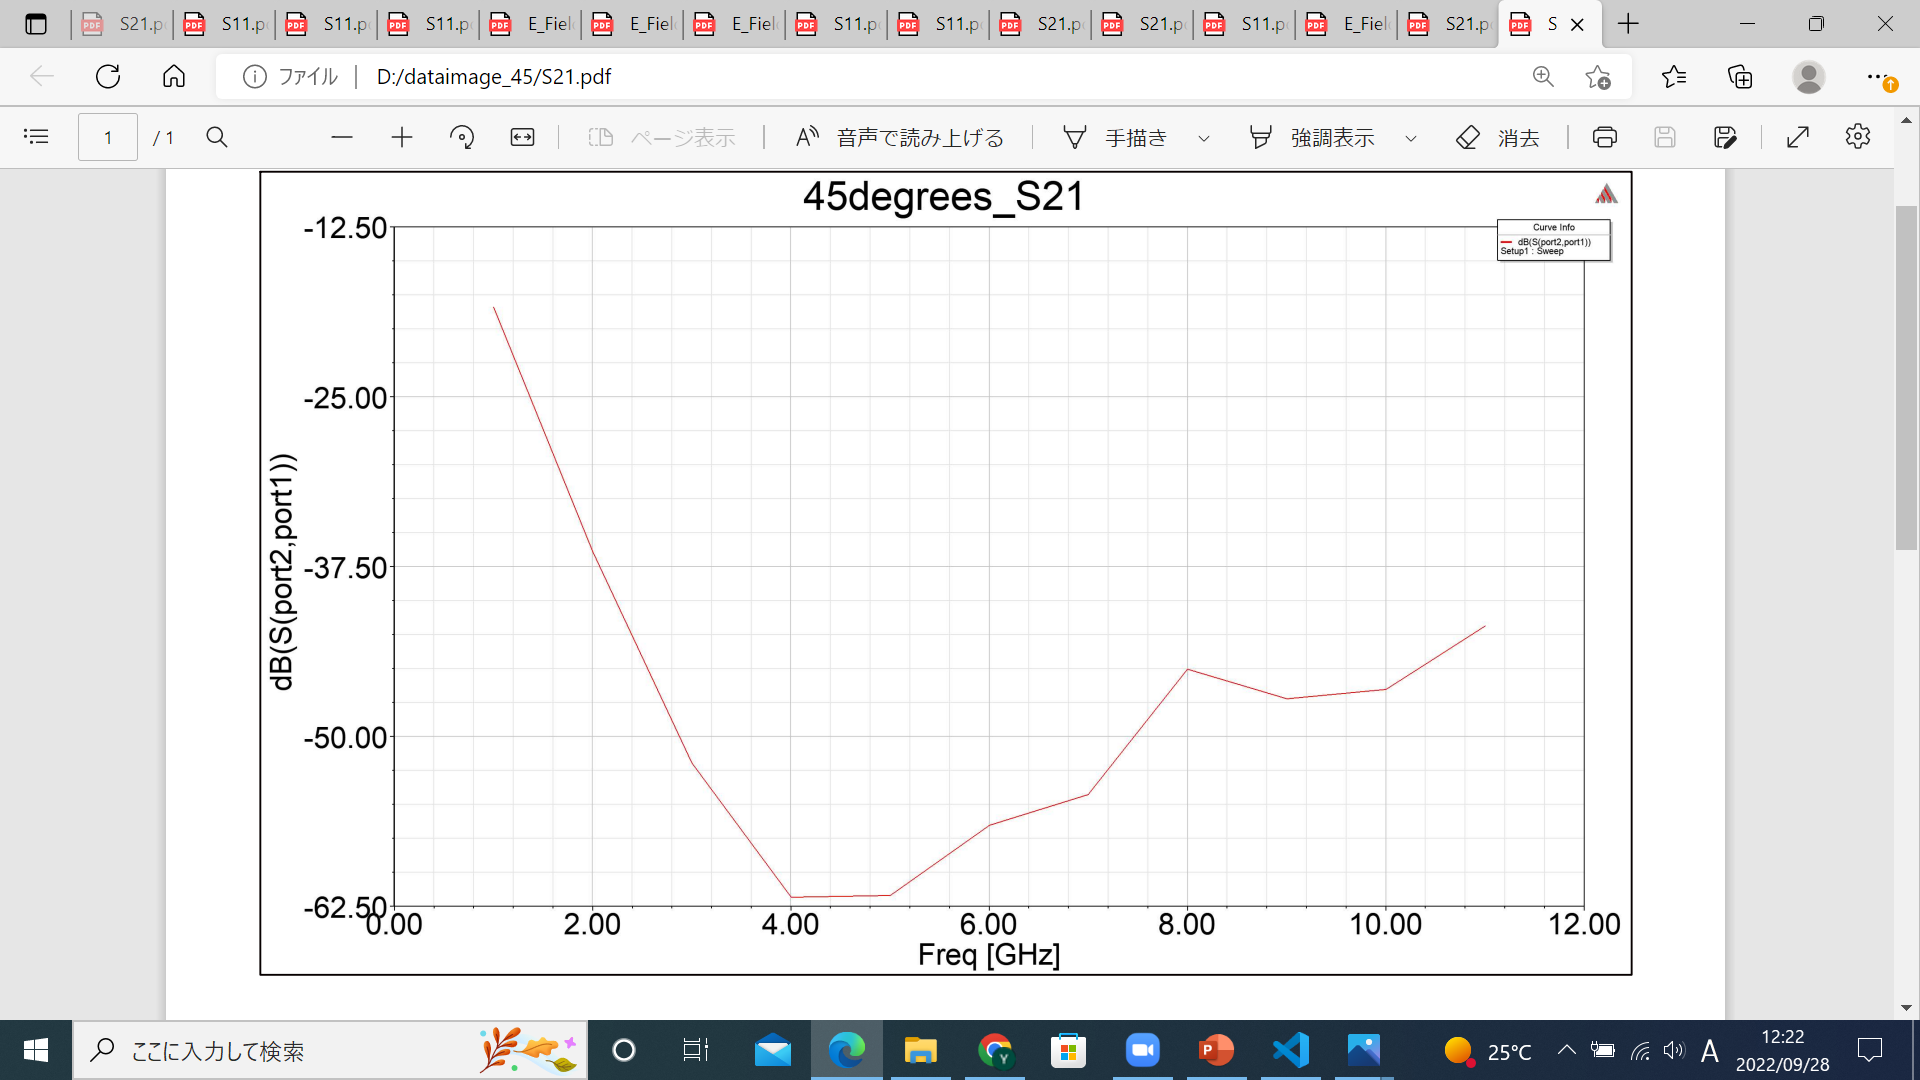 S21.p
S11.p
S11.p
S11.p
E_Field
E_Field
E_Field
S11.p
S11.p
S21.p
S21.p
S11.p
E_Field
S21.p
S
ファイル
D:/dataimage_45/S21.pdf
1 / 1
ページ表示
音声で読み上げる
手描き
強調表示
消去
45degrees_S21
Curve Info
dB(S(port2,port1))
Setup1 : Sweep
-12.50
-25.00
-37.50
-50.00
-62.50
dB(S(port2,port1))
0.00 2.00 4.00 6.00 8.00 10.00 12.00
Freq [GHz]
ここに入力して検索
25°C
A
12:22
2022/09/28